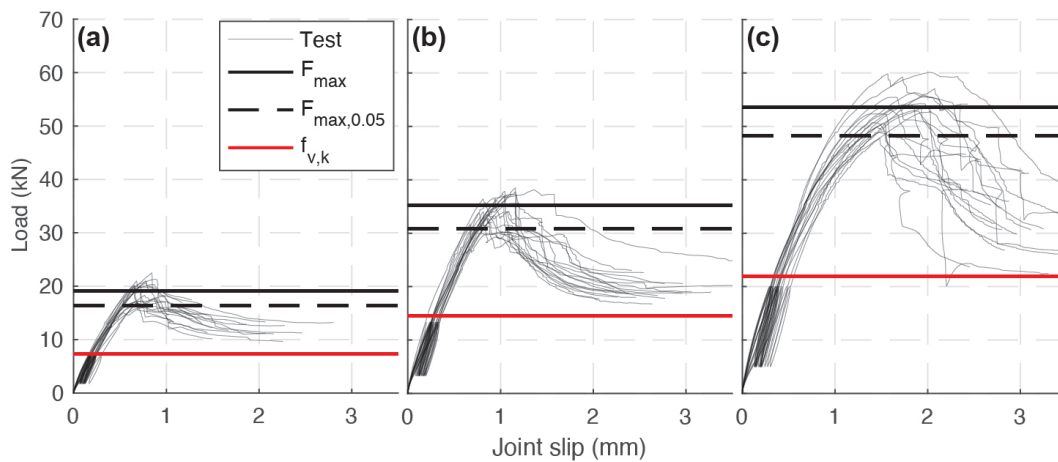 (a)
(b)
(c)
Test
F_max
F_max,0.05
f_v,k
Load (kN)
70
60
50
40
30
20
10
0
0 1 2 3
0 1 2 3
0 1 2 3
Joint slip (mm)